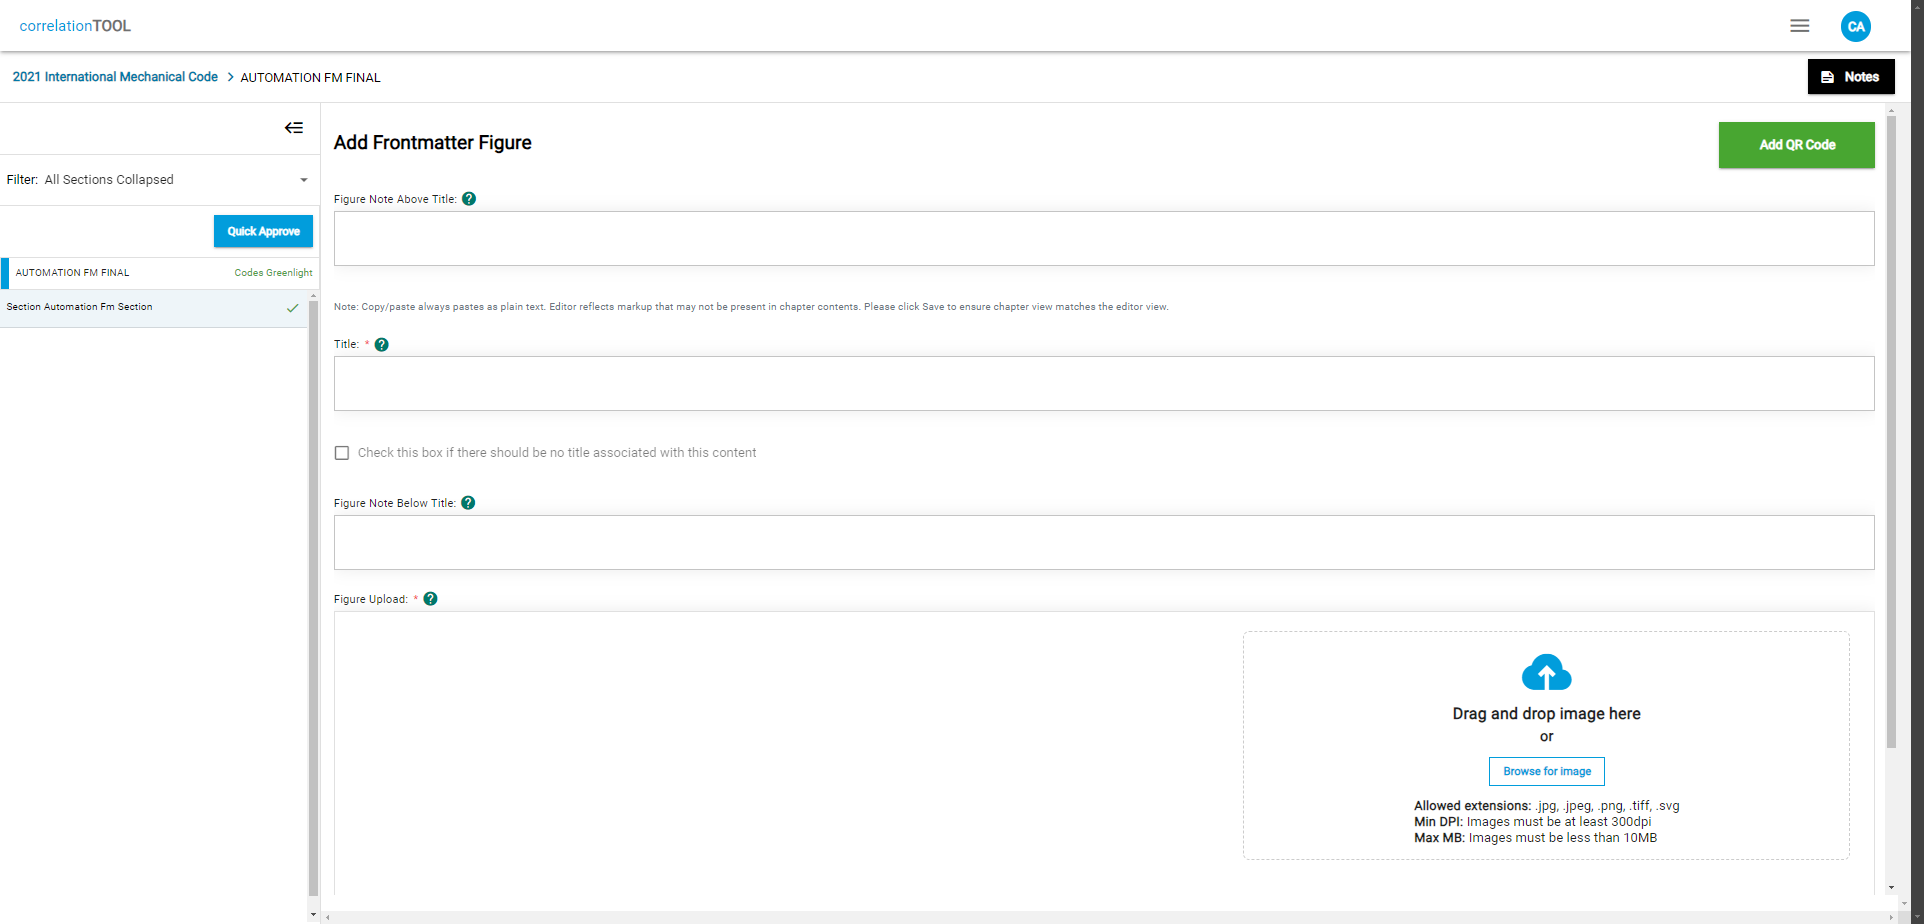 correlationTOOL
CA
2021 International Mechanical Code > AUTOMATION FM FINAL
Notes
Filter: All Sections Collapsed
Quick Approve
AUTOMATION FM FINAL Codes Greenlight
Section Automation Fm Section
Add Frontmatter Figure
Add QR Code
Figure Note Above Title: ?
Note: Copy/paste always pastes as plain text. Editor reflects markup that may not be present in chapter contents. Please click Save to ensure chapter view matches the editor view.
Title: * ?
Check this box if there should be no title associated with this content
Figure Note Below Title: ?
Figure Upload: * ?
Drag and drop image here
or
Browse for image
Allowed extensions: .jpg, .jpeg, .png, .tiff, .svg
Min DPI: Images must be at least 300dpi
Max MB: Images must be less than 10MB